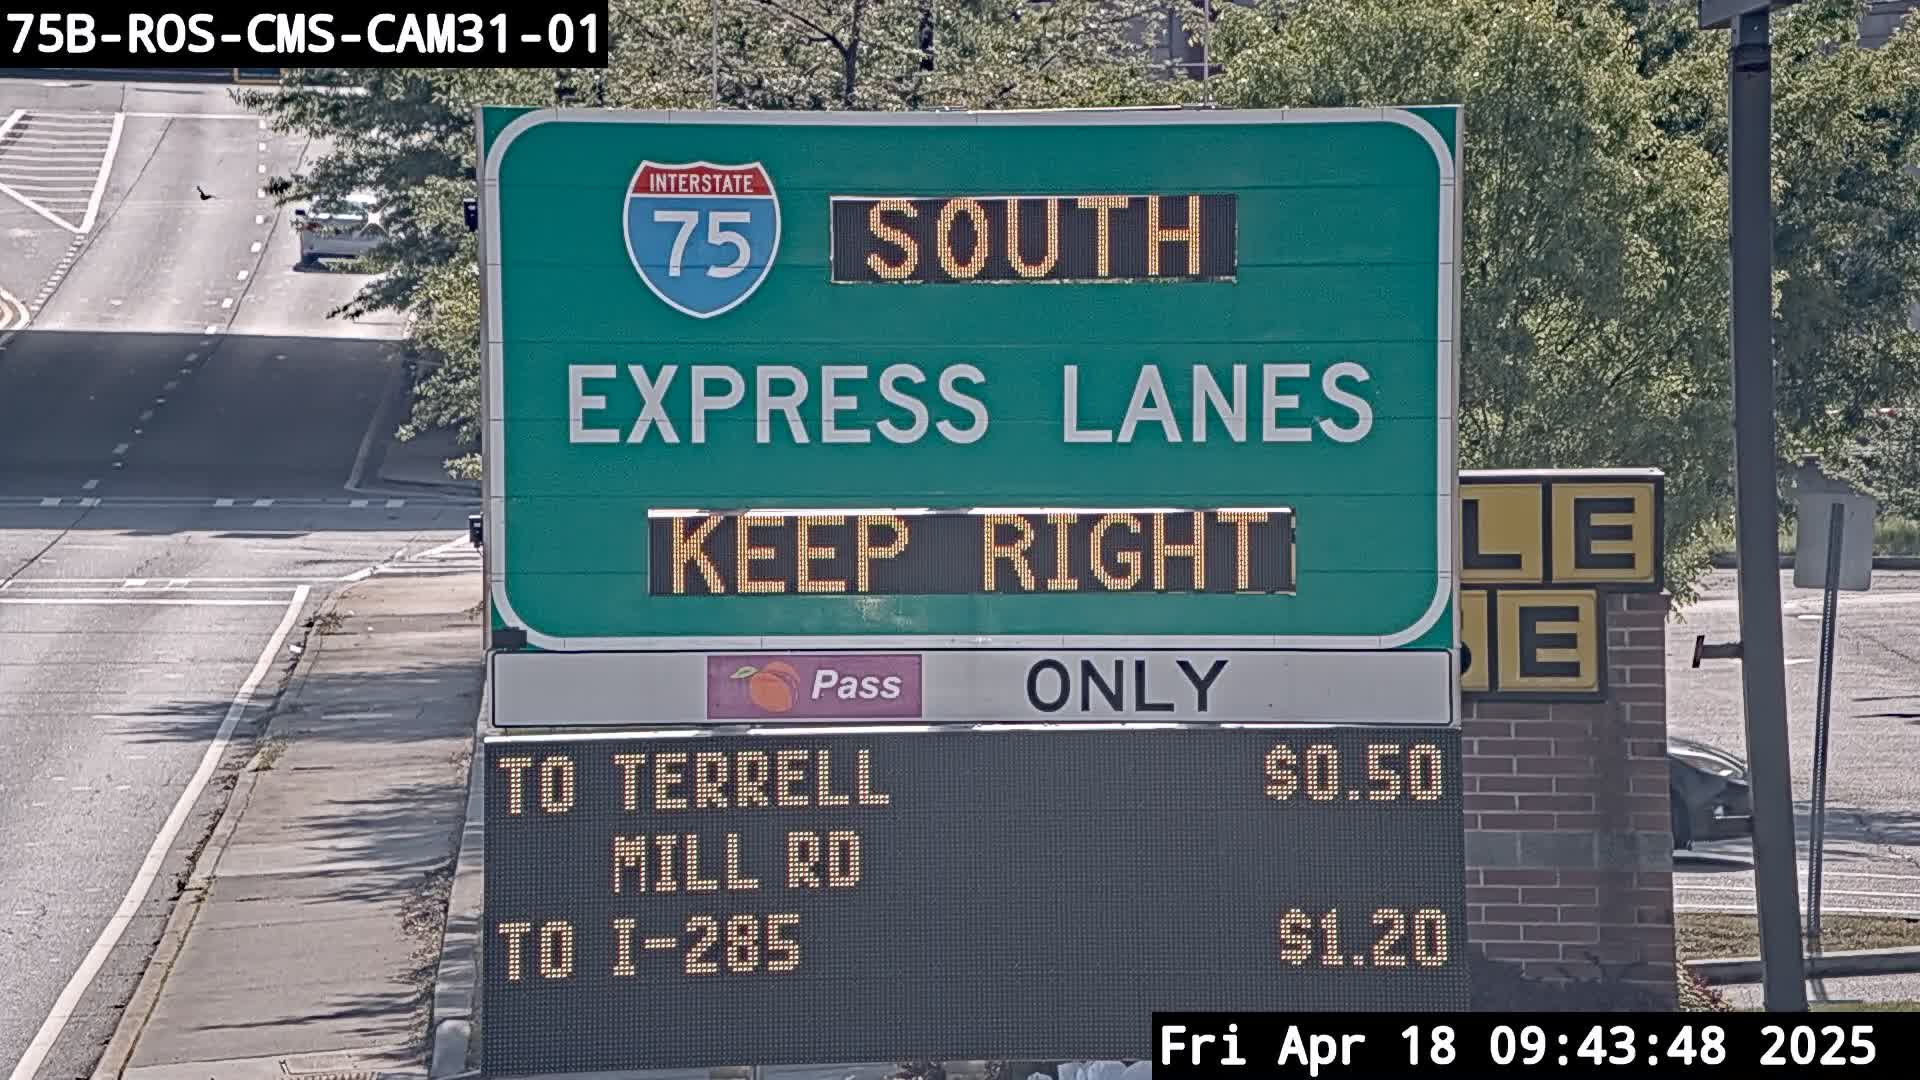 75B-ROS-CMS-CAM31-01
INTERSTATE
75
SOUTH
EXPRESS LANES
KEEP RIGHT
Pass
ONLY
TO TERRELL $0.50
MILL RD
TO I-285 $1.20
LE
E
Fri Apr 18 09:43:48 2025